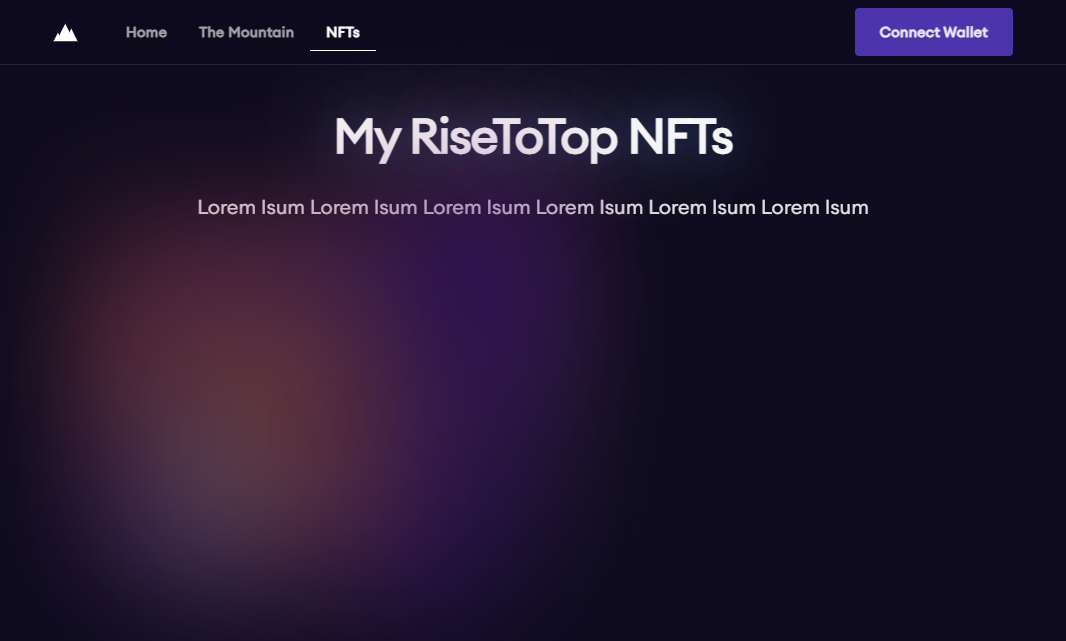 Home The Mountain NFTs Connect Wallet
My RiseToTop NFTs
Lorem Isum Lorem Isum Lorem Isum Lorem Isum Lorem Isum Lorem Isum